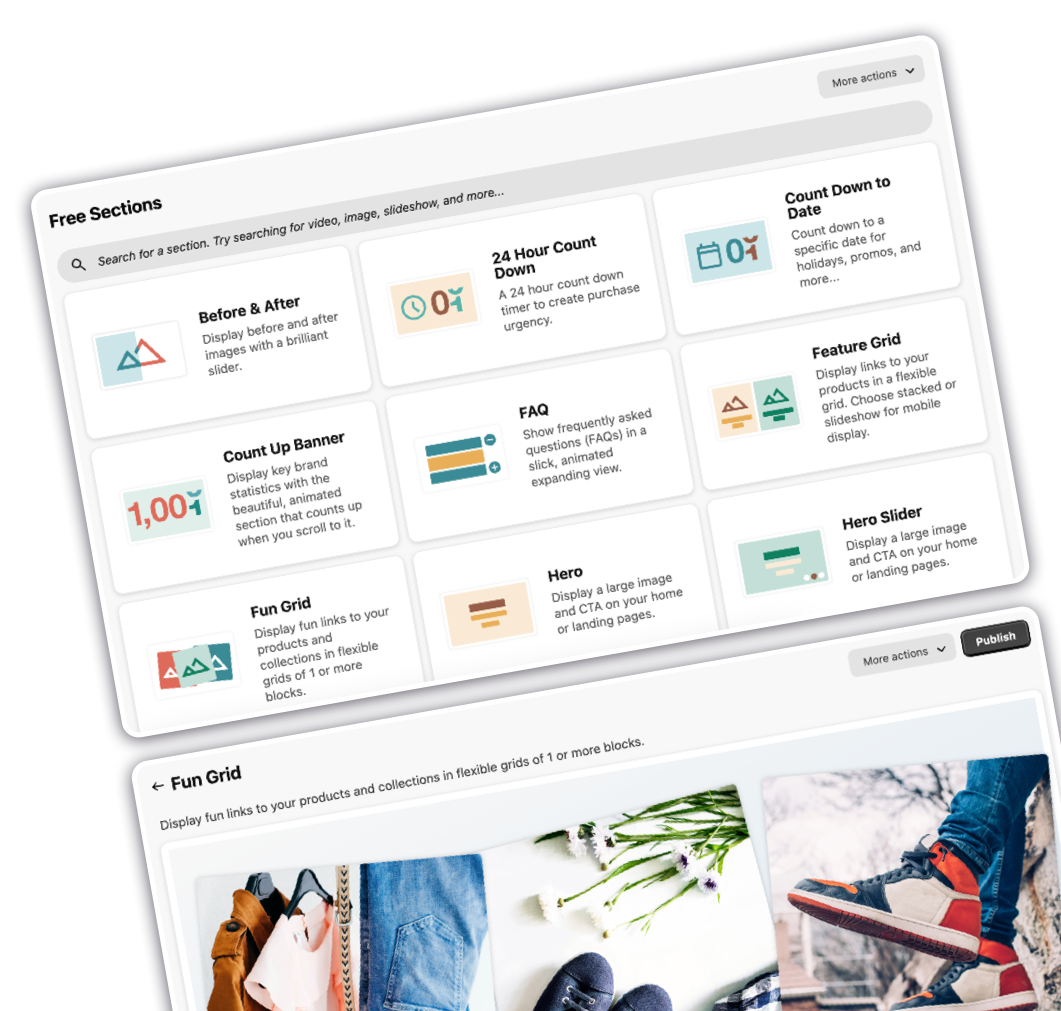 More actions
Free Sections
Search for a section. Try searching for video, image, slideshow, and more...
Before & After
Display before and after
images with a brilliant
slider.
24 Hour Count
Down
A 24 hour count down
timer to create purchase
urgency.
Count Down to
Date
Count down to a
specific date for
holidays, promos, and
more...
1,00
Count Up Banner
Display key brand
statistics with the
beautiful, animated
section that counts up
when you scroll to it.
FAQ
Show frequently asked
questions (FAQs) in a
slick, animated
expanding view.
Feature Grid
Display links to your
products in a flexible
grid. Choose stacked or
slideshow for mobile
display.
Fun Grid
Display fun links to your
products and
collections in flexible
grids of 1 or more
blocks.
Hero
Display a large image
and CTA on your home
or landing pages.
Hero Slider
Display a large image
and CTA on your home
or landing pages.
More actions
Publish
← Fun Grid
Display fun links to your products and collections in flexible grids of 1 or more blocks.